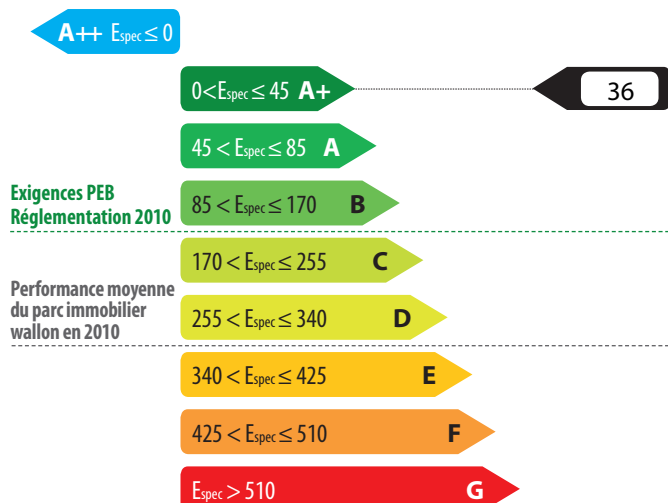 A++ Espec ≤ 0
0<Espec ≤ 45 A+
36
45 < Espec ≤ 85 A
Exigences PEB
Réglementation 2010
85 < Espec ≤ 170 B
170 < Espec ≤ 255 C
Performance moyenne
du parc immobilier
wallon en 2010
255 < Espec ≤ 340 D
340 < Espec ≤ 425 E
425 < Espec ≤ 510 F
Espec > 510 G